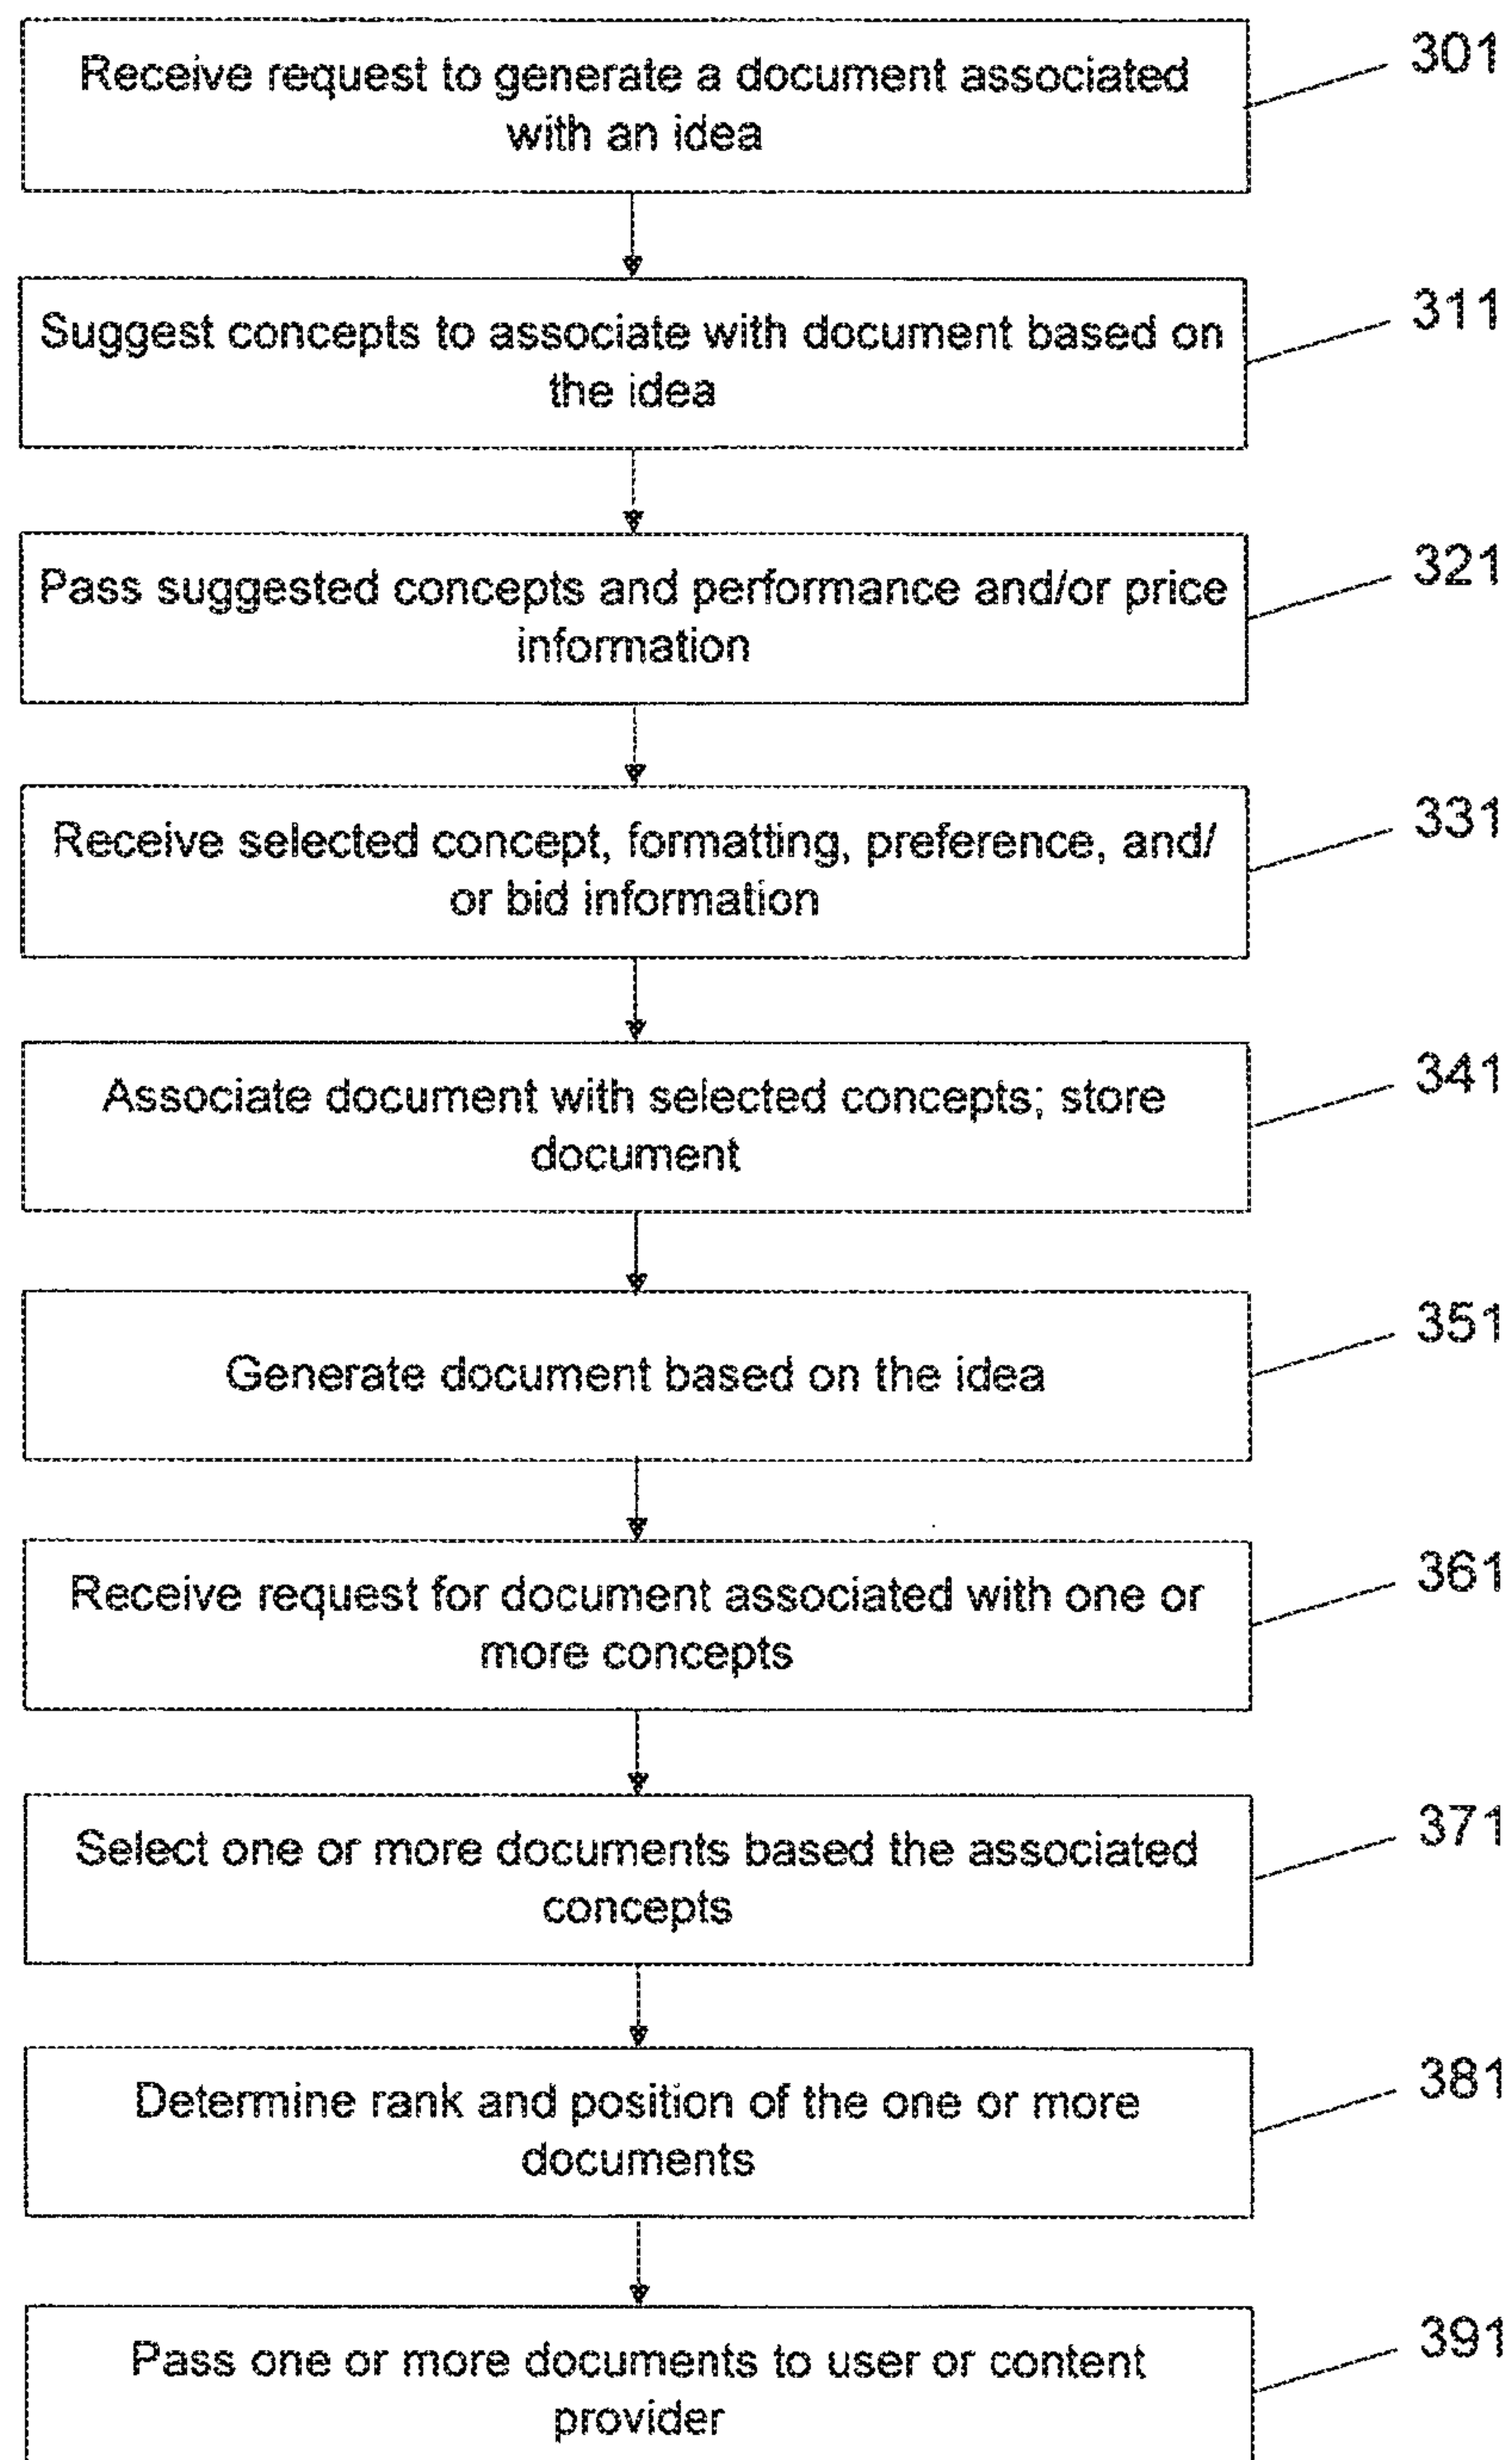 Receive request to generate a document associated
with an idea
301
Suggest concepts to associate with document based on
the idea
311
Pass suggested concepts and performance and/or price
information
321
Receive selected concept, formatting, preference, and/
or bid information
331
Associate document with selected concepts; store
document
341
Generate document based on the idea
351
Receive request for document associated with one or
more concepts
361
Select one or more documents based the associated
concepts
371
Determine rank and position of the one or more
documents
381
Pass one or more documents to user or content
provider
391